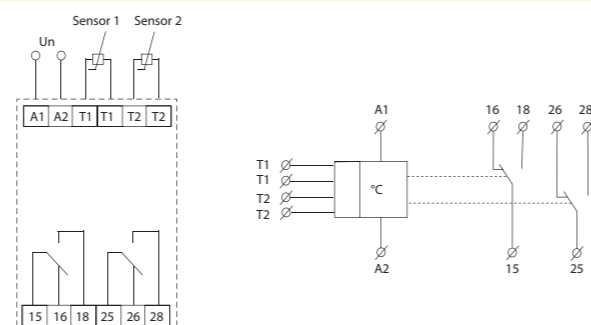 Sensor 1 Sensor 2
Un
A1 A2 T1 T1 T2 T2
15 16 18 25 26 28
A1
16 18 26 28
T1
T1
T2
T2
°C
A2
15
25